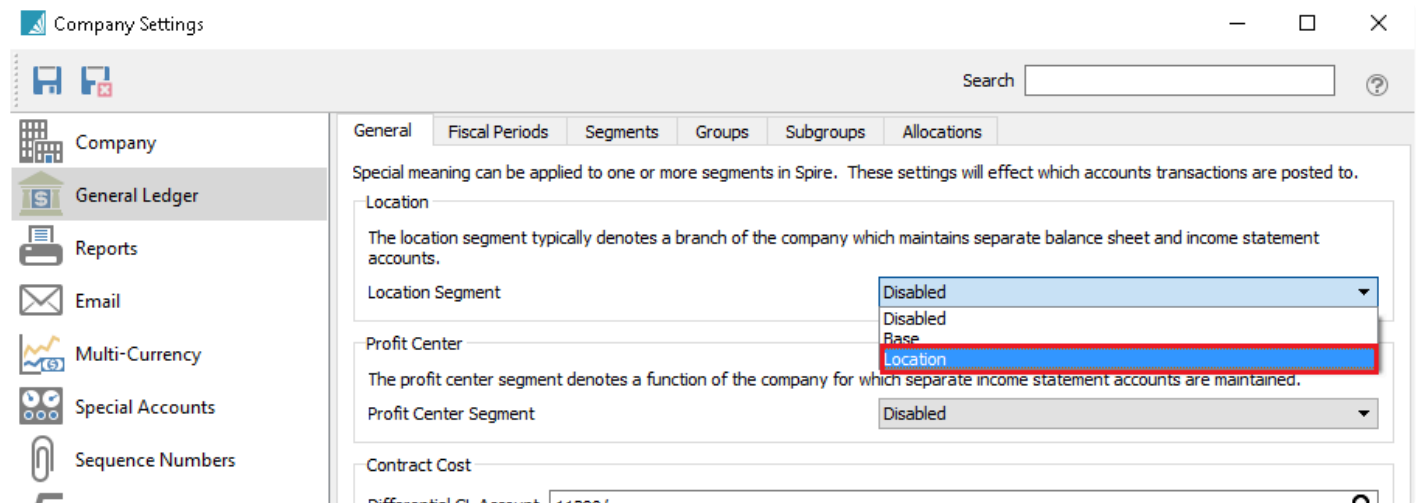 Company Settings
Search
Company
General Ledger
Reports
Email
Multi-Currency
Special Accounts
Sequence Numbers
General Fiscal Periods Segments Groups Subgroups Allocations
Special meaning can be applied to one or more segments in Spire. These settings will effect which accounts transactions are posted to.
Location
The location segment typically denotes a branch of the company which maintains separate balance sheet and income statement
accounts.
Location Segment Disabled
Disabled
Base
Location
Profit Center
The profit center segment denotes a function of the company for which separate income statement accounts are maintained.
Profit Center Segment Disabled
Contract Cost
Differential GL Account